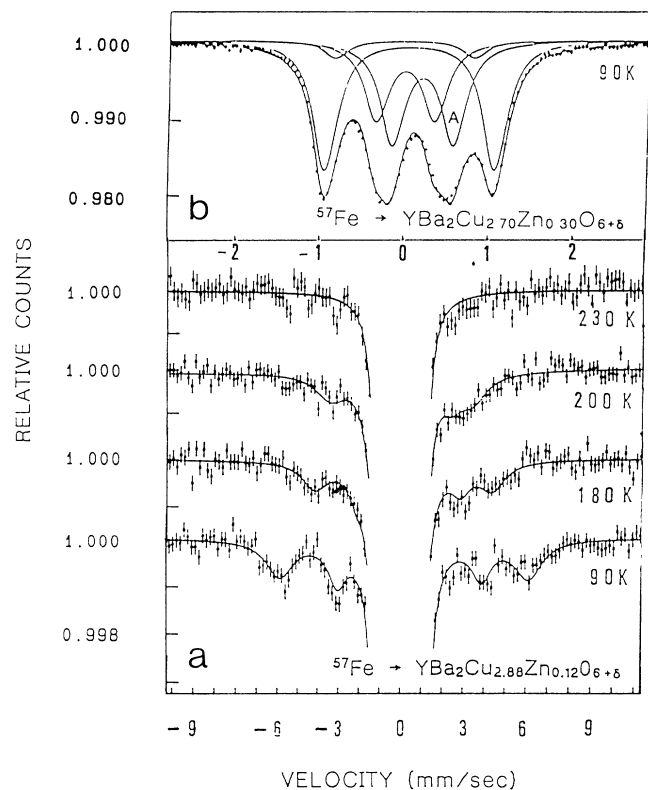 1.000
90K
0.990
A
0.980
b
⁵⁷Fe → YBa₂Cu₂.₇₀Zn₀.₃₀O₆₊δ
-2 -1 0 1 2
RELATIVE COUNTS
1.000
230 K
1.000
200 K
1.000
180 K
1.000
90K
0.998
a
⁵⁷Fe → YBa₂Cu₂.₈₈Zn₀.₁₂O₆₊δ
-9 -6 -3 0 3 6 9
VELOCITY (mm/sec)